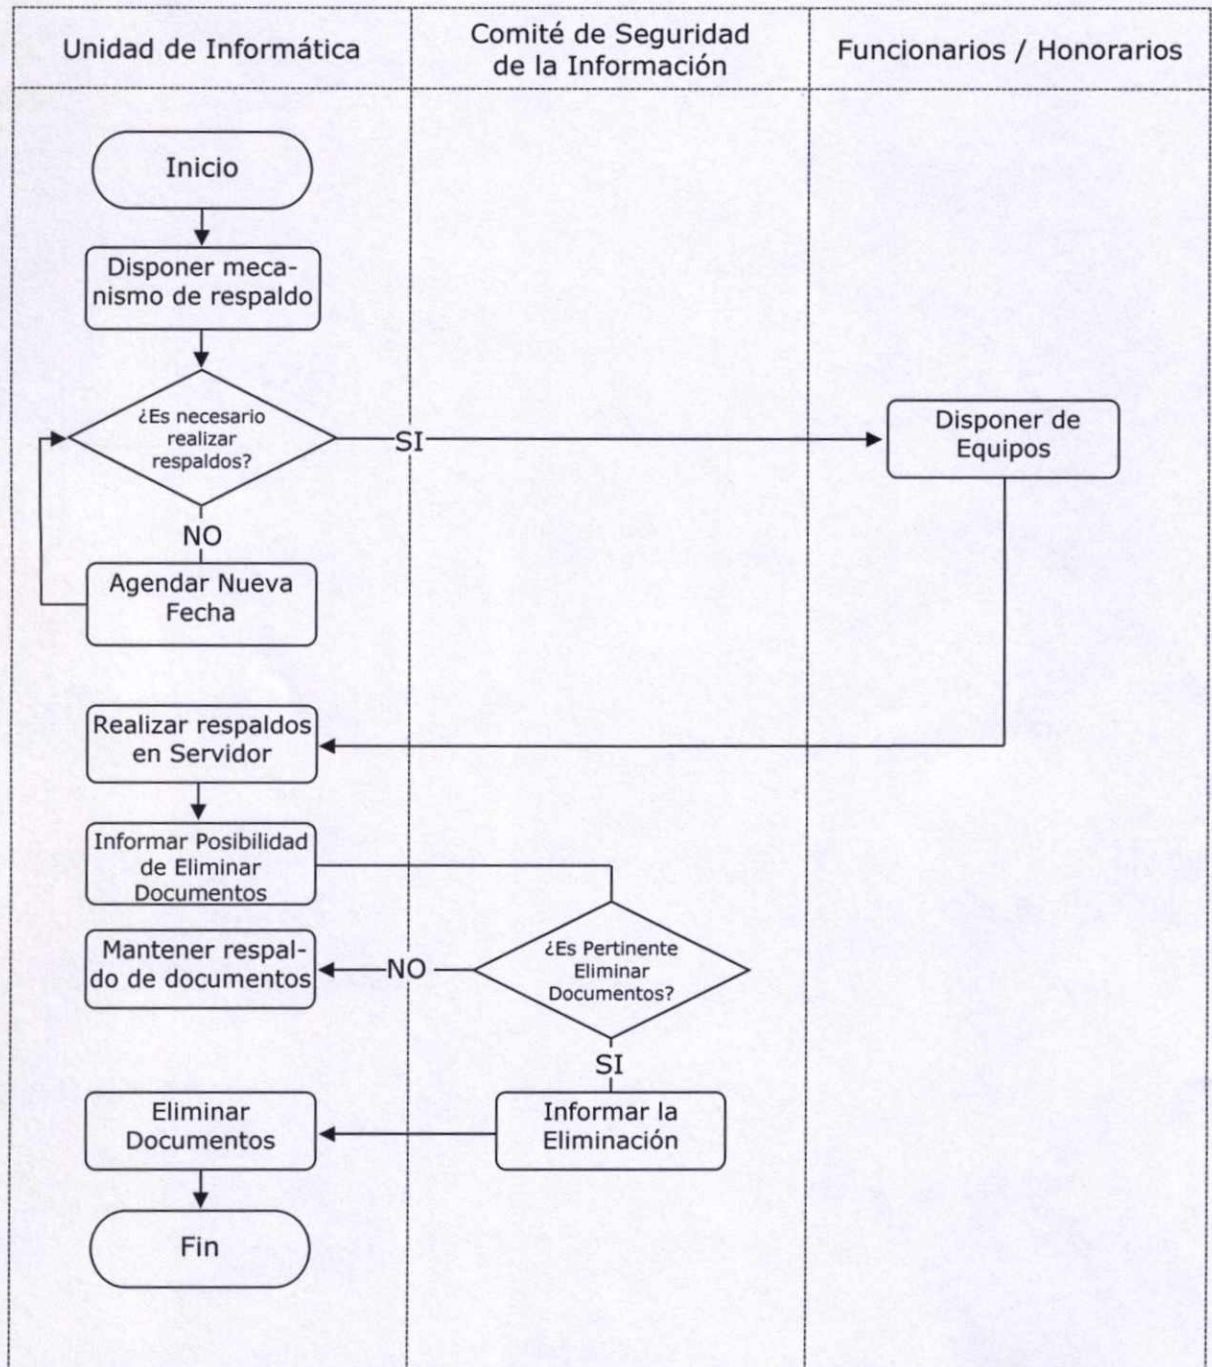 Unidad de Informática
Comité de Seguridad
de la Información
Funcionarios / Honorarios
Inicio
Disponer meca-
nismo de respaldo
¿Es necesario
realizar
respaldos?
SI
Disponer de
Equipos
NO
Agendar Nueva
Fecha
Realizar respaldos
en Servidor
Informar Posibilidad
de Eliminar
Documentos
¿Es Pertinente
Eliminar
Documentos?
NO
Mantener respal-
do de documentos
SI
Informar la
Eliminación
Eliminar
Documentos
Fin